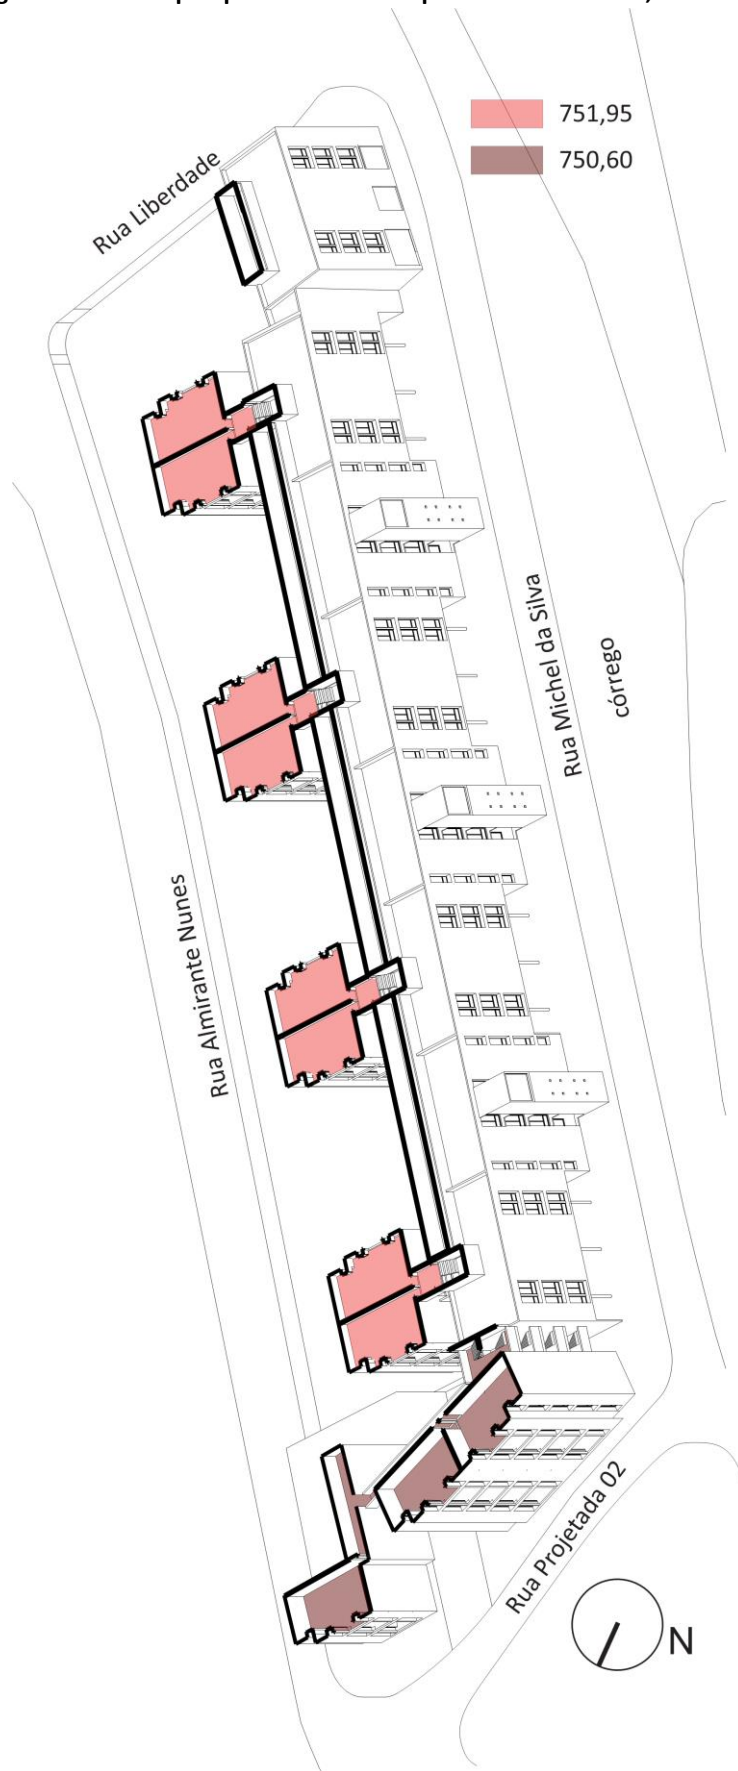 751,95
750,60
Rua Liberdade
Rua Michel da Silva
córrego
Rua Almirante Nunes
Rua Projetada 02
N